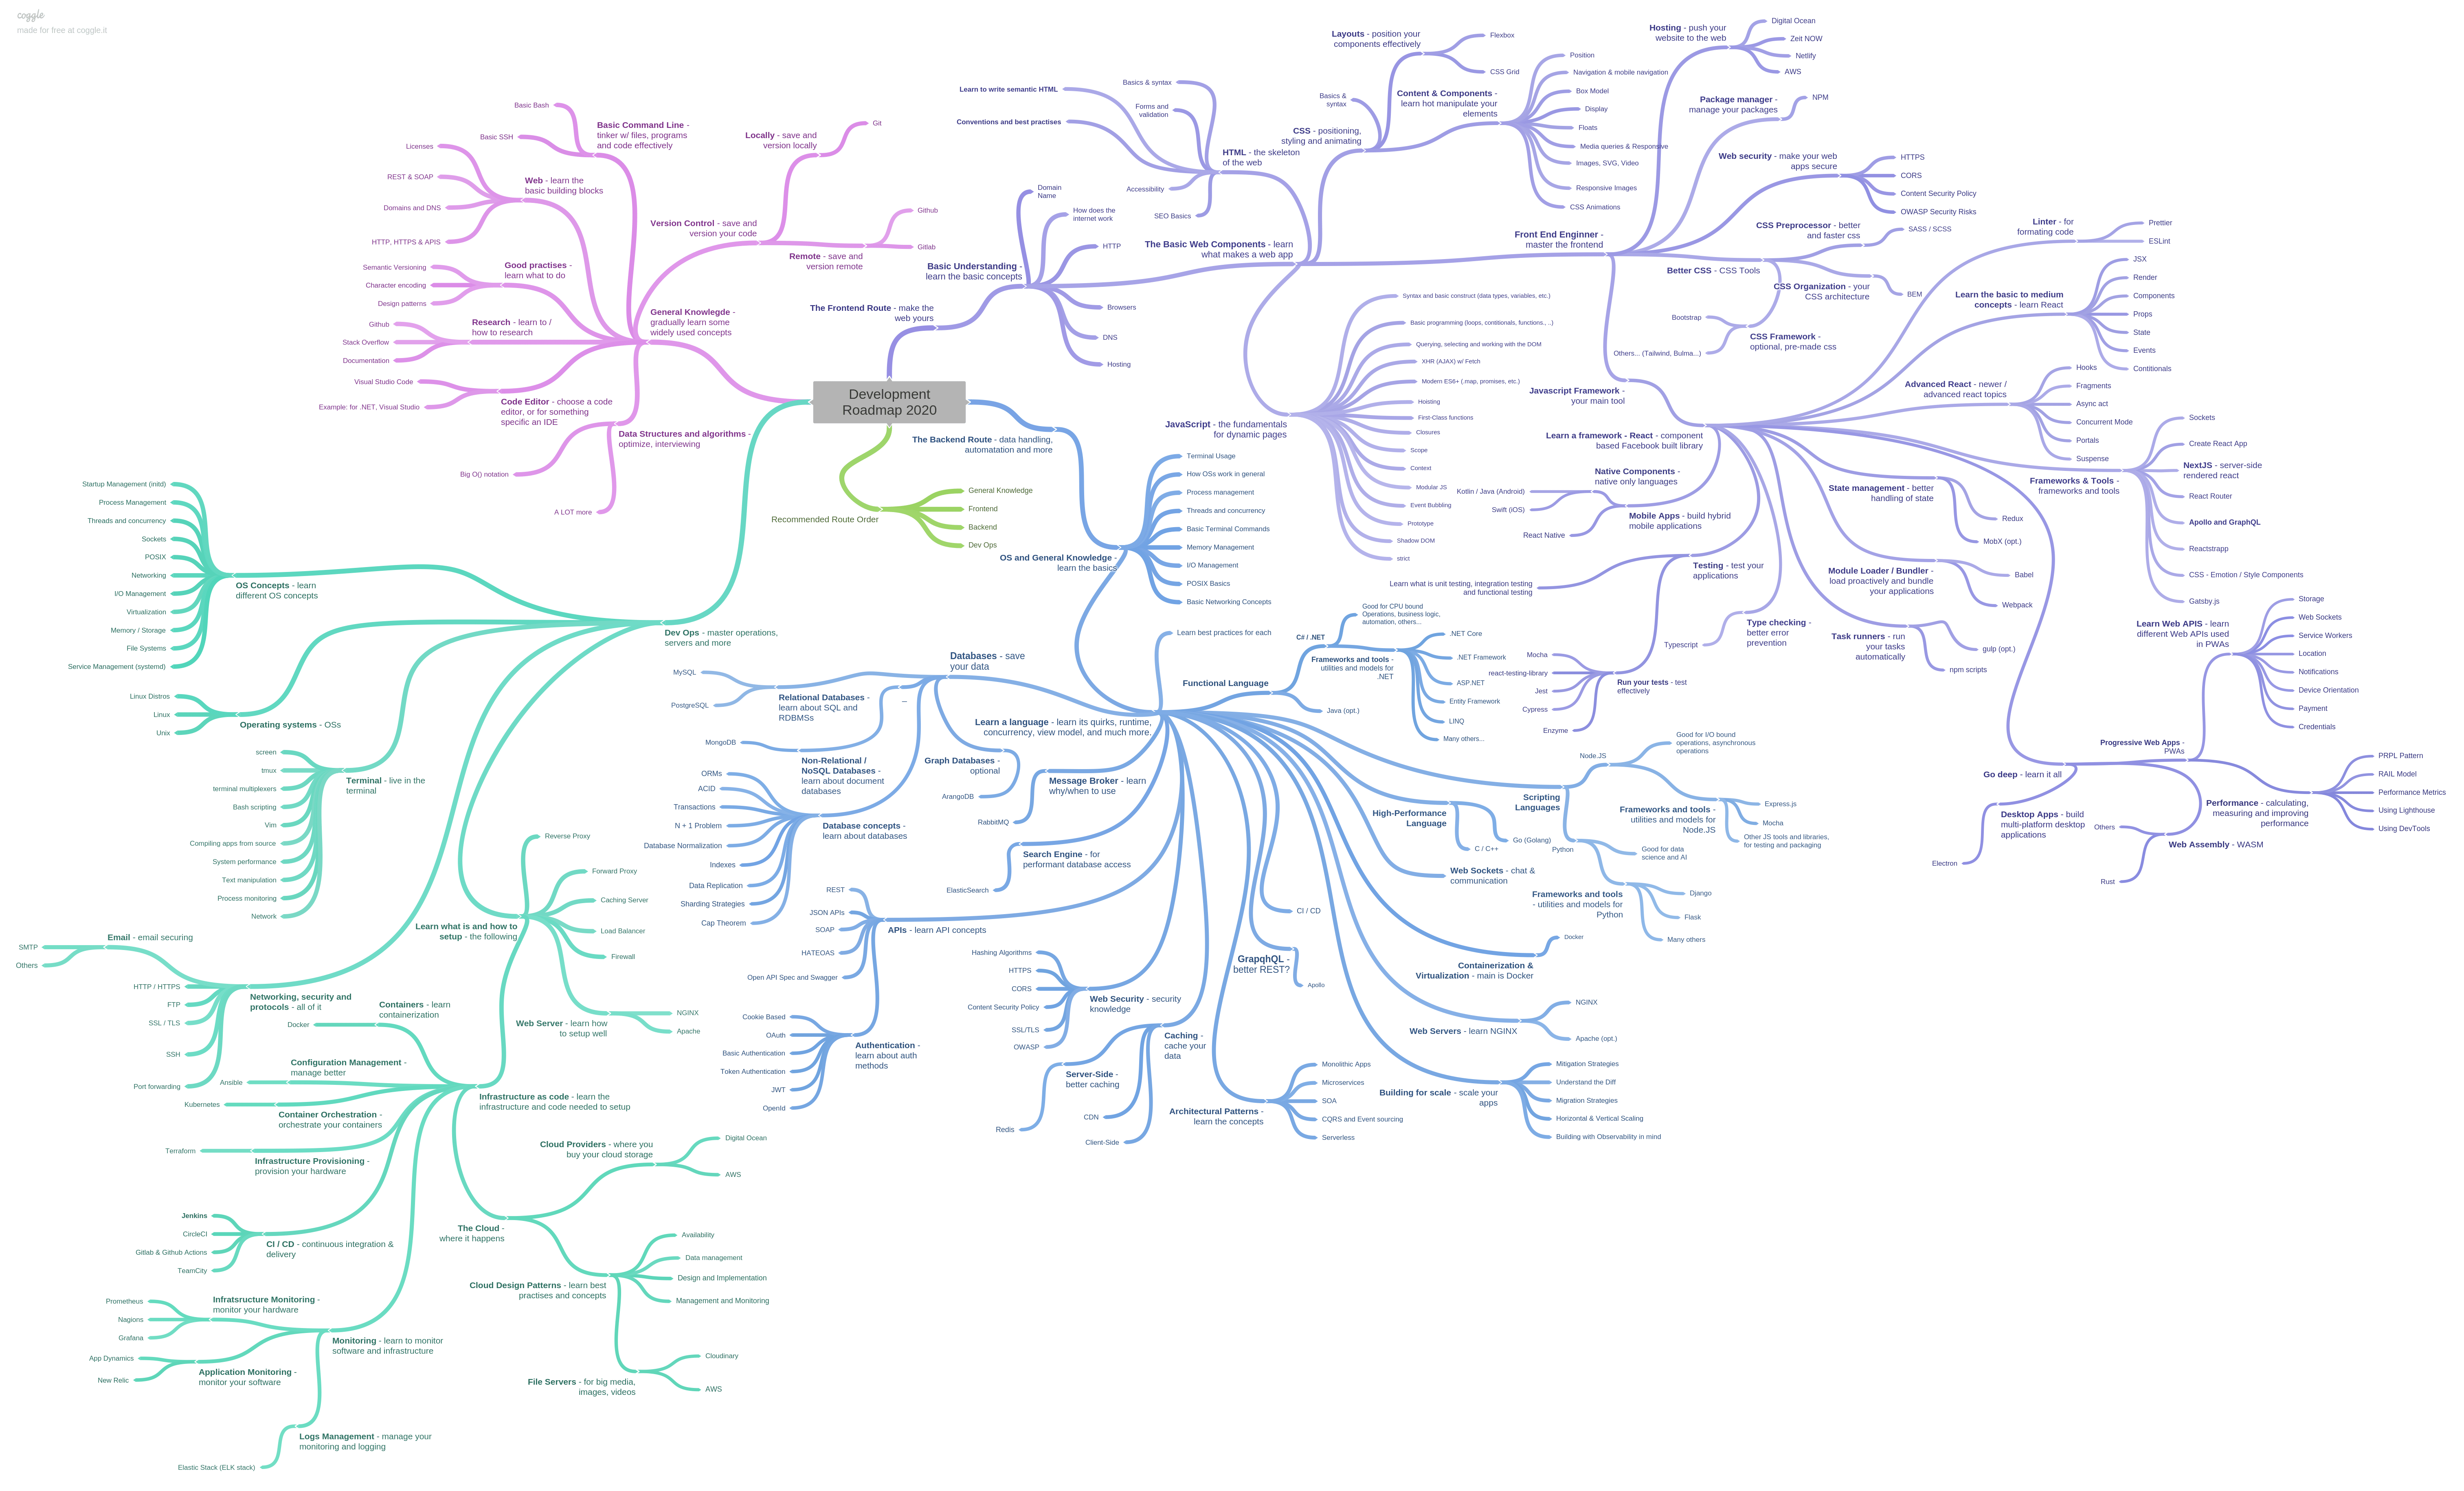 coggle
made for free at coggle.it
Development
Roadmap 2020
General Knowlegde -
gradually learn some
widely used concepts
Basic Command Line -
tinker w/ files, programs
and code effectively
Basic Bash
Basic SSH
Web - learn the
basic building blocks
Licenses
REST & SOAP
Domains and DNS
HTTP, HTTPS & APIS
Good practises -
learn what to do
Semantic Versioning
Character encoding
Design patterns
Research - learn to /
how to research
Github
Stack Overflow
Documentation
Code Editor - choose a code
editor, or for something
specific an IDE
Visual Studio Code
Example: for .NET, Visual Studio
Data Structures and algorithms -
optimize, interviewing
Big O() notation
A LOT more
Version Control - save and
version your code
Locally - save and
version locally
Git
Remote - save and
version remote
Github
Gitlab
The Frontend Route - make the
web yours
Basic Understanding -
learn the basic concepts
Domain
Name
How does the
internet work
HTTP
Browsers
DNS
Hosting
The Basic Web Components - learn
what makes a web app
HTML - the skeleton
of the web
Basics & syntax
Learn to write semantic HTML
Forms and
validation
Conventions and best practises
Accessibility
SEO Basics
CSS - positioning,
styling and animating
Basics &
syntax
Layouts - position your
components effectively
Flexbox
CSS Grid
Content & Components -
learn hot manipulate your
elements
Position
Navigation & mobile navigation
Box Model
Display
Floats
Media queries & Responsive
Images, SVG, Video
Responsive Images
CSS Animations
JavaScript - the fundamentals
for dynamic pages
Syntax and basic construct (data types, variables, etc.)
Basic programming (loops, contitionals, functions., ..)
Querying, selecting and working with the DOM
XHR (AJAX) w/ Fetch
Modern ES6+ (.map, promises, etc.)
Hoisting
First-Class functions
Closures
Scope
Context
Modular JS
Event Bubbling
Prototype
Shadow DOM
strict
Front End Enginner -
master the frontend
Hosting - push your
website to the web
Digital Ocean
Zeit NOW
Netlify
AWS
Package manager -
manage your packages
NPM
Web security - make your web
apps secure
HTTPS
CORS
Content Security Policy
OWASP Security Risks
Better CSS - CSS Tools
CSS Preprocessor - better
and faster css
SASS / SCSS
CSS Organization - your
CSS architecture
BEM
CSS Framework -
optional, pre-made css
Bootstrap
Others... (Tailwind, Bulma...)
Javascript Framework -
your main tool
Learn a framework - React - component
based Facebook built library
Linter - for
formating code
Prettier
ESLint
Learn the basic to medium
concepts - learn React
JSX
Render
Components
Props
State
Events
Contitionals
Advanced React - newer /
advanced react topics
Hooks
Fragments
Async act
Concurrent Mode
Portals
Suspense
Frameworks & Tools -
frameworks and tools
Sockets
Create React App
NextJS - server-side
rendered react
React Router
Apollo and GraphQL
Reactstrapp
CSS - Emotion / Style Components
Gatsby.js
State management - better
handling of state
Redux
MobX (opt.)
Module Loader / Bundler -
load proactively and bundle
your applications
Babel
Webpack
Task runners - run
your tasks
automatically
gulp (opt.)
npm scripts
Type checking -
better error
prevention
Typescript
Mobile Apps - build hybrid
mobile applications
Native Components -
native only languages
Kotlin / Java (Android)
Swift (iOS)
React Native
Testing - test your
applications
Learn what is unit testing, integration testing
and functional testing
Run your tests - test
effectively
Mocha
react-testing-library
Jest
Cypress
Enzyme
Go deep - learn it all
Progressive Web Apps -
PWAs
Learn Web APIS - learn
different Web APIs used
in PWAs
Storage
Web Sockets
Service Workers
Location
Notifications
Device Orientation
Payment
Credentials
Performance - calculating,
measuring and improving
performance
PRPL Pattern
RAIL Model
Performance Metrics
Using Lighthouse
Using DevTools
Desktop Apps - build
multi-platform desktop
applications
Electron
Web Assembly - WASM
Others
Rust
Recommended Route Order
General Knowledge
Frontend
Backend
Dev Ops
The Backend Route - data handling,
automatation and more
OS and General Knowledge -
learn the basics
Terminal Usage
How OSs work in general
Process management
Threads and concurrency
Basic Terminal Commands
Memory Management
I/O Management
POSIX Basics
Basic Networking Concepts
Learn a language - learn its quirks, runtime,
concurrency, view model, and much more.
Learn best practices for each
Functional Language
C# / .NET
Good for CPU bound
Operations, business logic,
automation, others...
Frameworks and tools -
utilities and models for
.NET
.NET Core
.NET Framework
ASP.NET
Entity Framework
LINQ
Many others...
Java (opt.)
Scripting
Languages
Node.JS
Good for I/O bound
operations, asynchronous
operations
Frameworks and tools -
utilities and models for
Node.JS
Express.js
Mocha
Other JS tools and libraries,
for testing and packaging
Python
Good for data
science and AI
Frameworks and tools
- utilities and models for
Python
Django
Flask
Many others
High-Performance
Language
Go (Golang)
C / C++
Web Sockets - chat &
communication
Containerization &
Virtualization - main is Docker
Docker
Web Servers - learn NGINX
NGINX
Apache (opt.)
Building for scale - scale your
apps
Mitigation Strategies
Understand the Diff
Migration Strategies
Horizontal & Vertical Scaling
Building with Observability in mind
CI / CD
GrapqhQL -
better REST?
Apollo
Architectural Patterns -
learn the concepts
Monolithic Apps
Microservices
SOA
CQRS and Event sourcing
Serverless
Caching -
cache your
data
Server-Side -
better caching
Redis
CDN
Client-Side
Web Security - security
knowledge
Hashing Algorithms
HTTPS
CORS
Content Security Policy
SSL/TLS
OWASP
APIs - learn API concepts
REST
JSON APIs
SOAP
HATEOAS
Open API Spec and Swagger
Authentication -
learn about auth
methods
Cookie Based
OAuth
Basic Authentication
Token Authentication
JWT
OpenId
Search Engine - for
performant database access
ElasticSearch
Message Broker - learn
why/when to use
RabbitMQ
Databases - save
your data
Relational Databases -
learn about SQL and
RDBMSs
MySQL
PostgreSQL
–
Non-Relational /
NoSQL Databases -
learn about document
databases
MongoDB
Graph Databases -
optional
ArangoDB
Database concepts -
learn about databases
ORMs
ACID
Transactions
N + 1 Problem
Database Normalization
Indexes
Data Replication
Sharding Strategies
Cap Theorem
Dev Ops - master operations,
servers and more
OS Concepts - learn
different OS concepts
Startup Management (initd)
Process Management
Threads and concurrency
Sockets
POSIX
Networking
I/O Management
Virtualization
Memory / Storage
File Systems
Service Management (systemd)
Operating systems - OSs
Linux Distros
Linux
Unix
Terminal - live in the
terminal
screen
tmux
terminal multiplexers
Bash scripting
Vim
Compiling apps from source
System performance
Text manipulation
Process monitoring
Network
Networking, security and
protocols - all of it
Email - email securing
SMTP
Others
HTTP / HTTPS
FTP
SSL / TLS
SSH
Port forwarding
Learn what is and how to
setup - the following
Reverse Proxy
Forward Proxy
Caching Server
Load Balancer
Firewall
Web Server - learn how
to setup well
NGINX
Apache
Infrastructure as code - learn the
infrastructure and code needed to setup
Containers - learn
containerization
Docker
Configuration Management -
manage better
Ansible
Container Orchestration -
orchestrate your containers
Kubernetes
Infrastructure Provisioning -
provision your hardware
Terraform
CI / CD - continuous integration &
delivery
Jenkins
CircleCI
Gitlab & Github Actions
TeamCity
Monitoring - learn to monitor
software and infrastructure
Infratsructure Monitoring -
monitor your hardware
Prometheus
Nagions
Grafana
Application Monitoring -
monitor your software
App Dynamics
New Relic
Logs Management - manage your
monitoring and logging
Elastic Stack (ELK stack)
The Cloud -
where it happens
Cloud Providers - where you
buy your cloud storage
Digital Ocean
AWS
Cloud Design Patterns - learn best
practises and concepts
Availability
Data management
Design and Implementation
Management and Monitoring
File Servers - for big media,
images, videos
Cloudinary
AWS